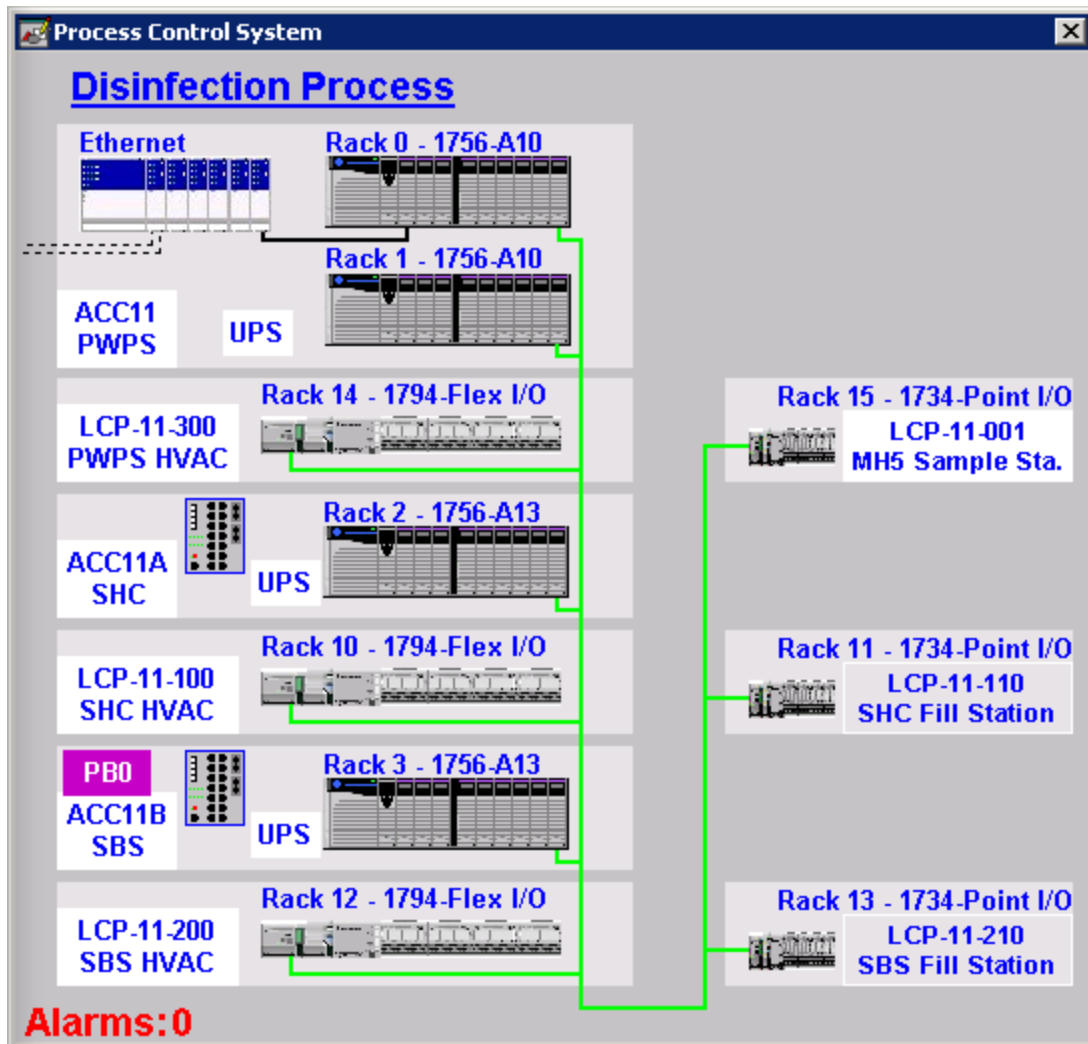 Process Control System
Disinfection Process
Ethernet
Rack 0 - 1756-A10
Rack 1 - 1756-A10
ACC11
PWPS
UPS
Rack 14 - 1794-Flex I/O
LCP-11-300
PWPS HVAC
Rack 15 - 1734-Point I/O
LCP-11-001
MH5 Sample Sta.
Rack 2 - 1756-A13
ACC11A
SHC
UPS
Rack 10 - 1794-Flex I/O
LCP-11-100
SHC HVAC
Rack 11 - 1734-Point I/O
LCP-11-110
SHC Fill Station
PB0
Rack 3 - 1756-A13
ACC11B
SBS
UPS
Rack 12 - 1794-Flex I/O
LCP-11-200
SBS HVAC
Rack 13 - 1734-Point I/O
LCP-11-210
SBS Fill Station
Alarms:0